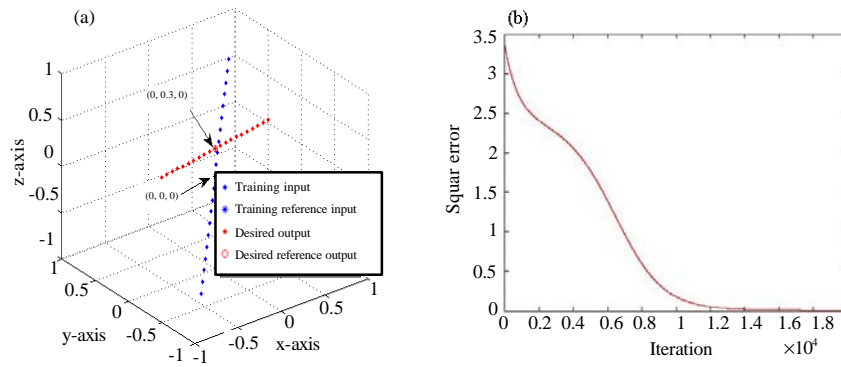 (a)
1
0.5
0
-0.5
-1
z-axis
(0, 0.3, 0)
(0, 0, 0)
Training input
Training reference input
Desired output
Desired reference output
1
0.5
0
-0.5
-1
y-axis
-1
-0.5
0
0.5
1
x-axis
(b)
3.5
3
2.5
2
1.5
1
0.5
0
Squar error
0 0.2 0.4 0.6 0.8 1 1.2 1.4 1.6 1.8
Iteration
×10⁴